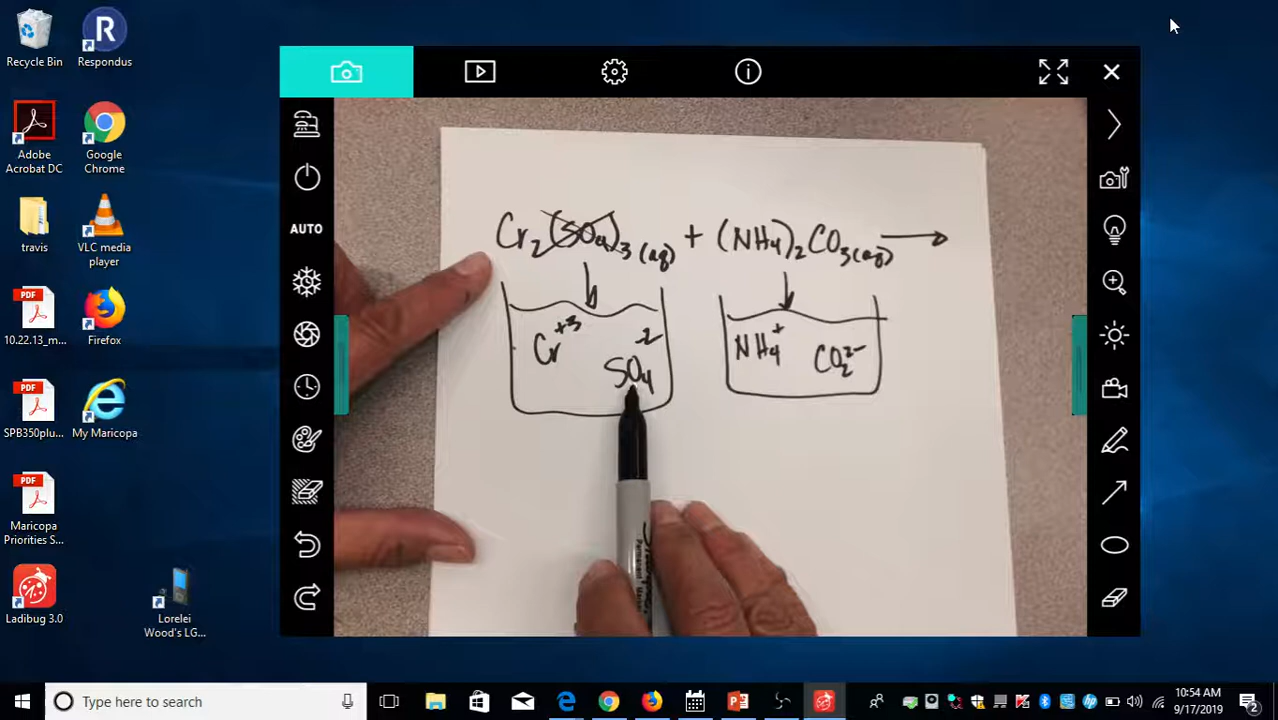 Recycle Bin
Respondus
Adobe Acrobat DC
Google Chrome
travis
VLC media player
10.22.13_m...
Firefox
SPB350plu...
My Maricopa
Maricopa Priorities S...
Ladibug 3.0
Lorelei Wood's LG...
AUTO
Cr₂(SO₄)₃ (aq) + (NH₄)₂CO₃(aq) →
Cr⁺³ SO₄⁻² NH₄⁺ CO₂²⁻
Type here to search
10:54 AM
9/17/2019
2